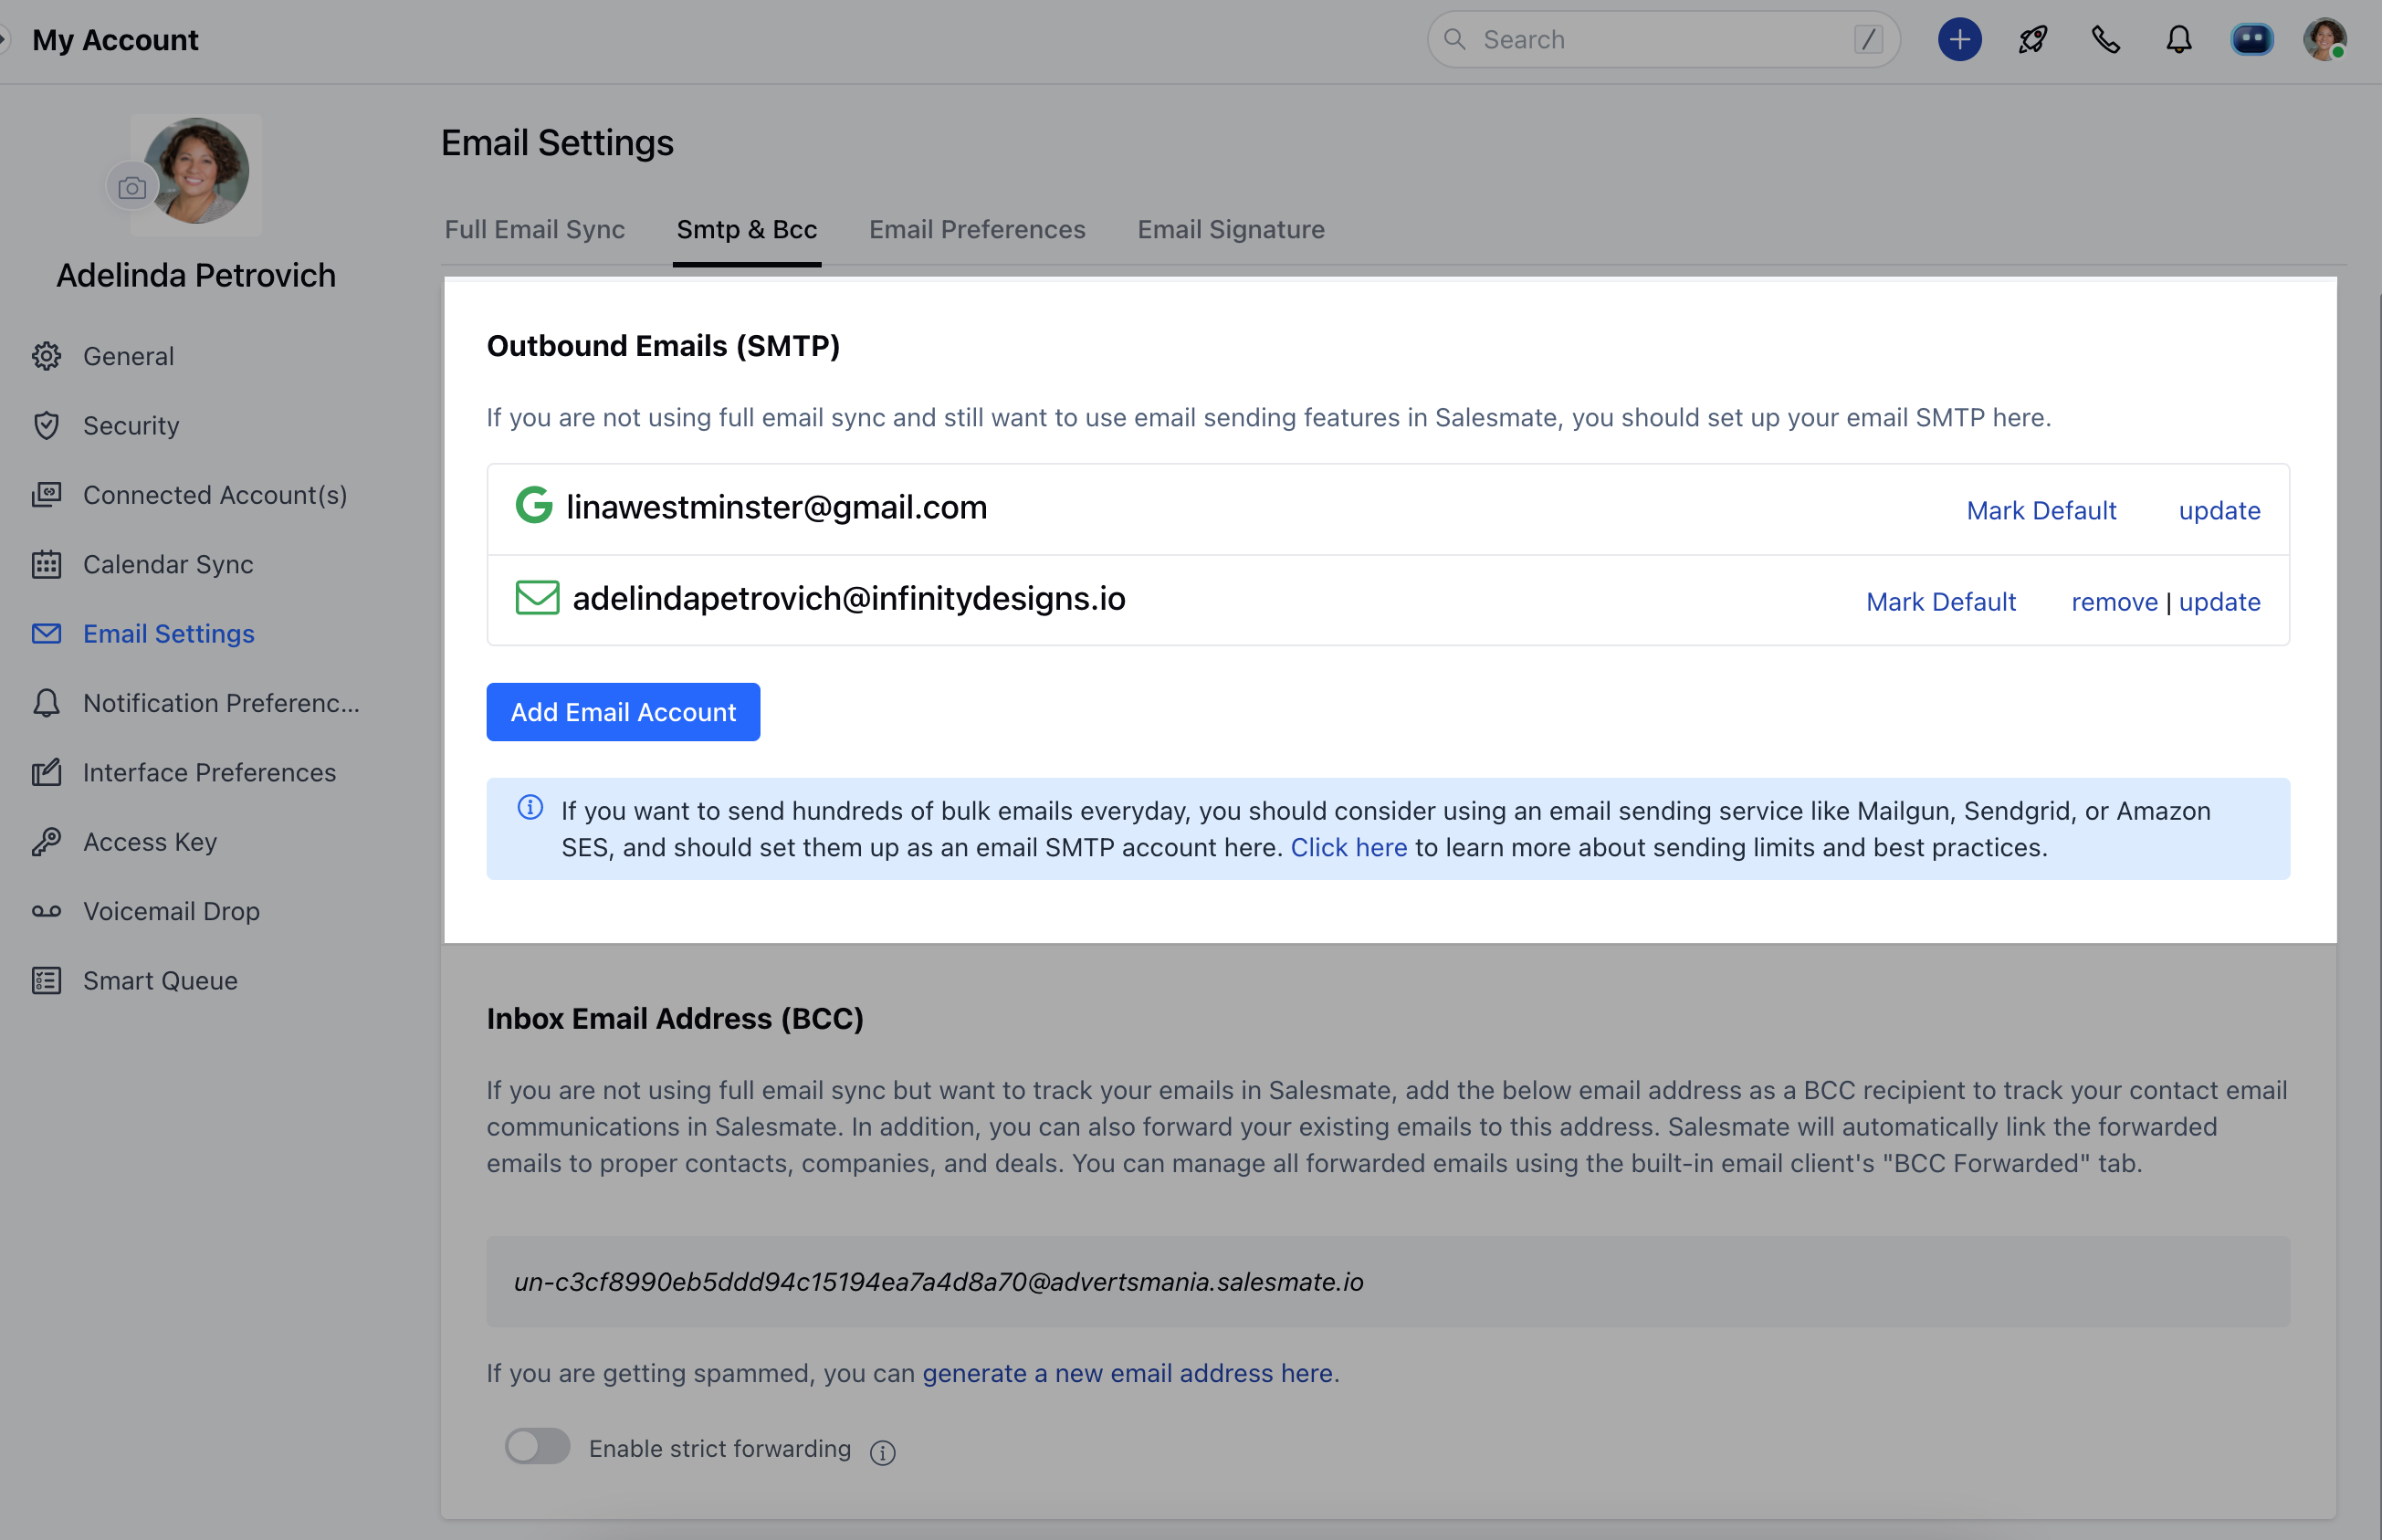 My Account
Search /
Adelinda Petrovich
General
Security
Connected Account(s)
Calendar Sync
Email Settings
Notification Preferenc...
Interface Preferences
Access Key
Voicemail Drop
Smart Queue
Email Settings
Full Email Sync Smtp & Bcc Email Preferences Email Signature
Outbound Emails (SMTP)
If you are not using full email sync and still want to use email sending features in Salesmate, you should set up your email SMTP here.
linawestminster@gmail.com Mark Default update
adelindapetrovich@infinitydesigns.io Mark Default remove | update
Add Email Account
If you want to send hundreds of bulk emails everyday, you should consider using an email sending service like Mailgun, Sendgrid, or Amazon
SES, and should set them up as an email SMTP account here. Click here to learn more about sending limits and best practices.
Inbox Email Address (BCC)
If you are not using full email sync but want to track your emails in Salesmate, add the below email address as a BCC recipient to track your contact email
communications in Salesmate. In addition, you can also forward your existing emails to this address. Salesmate will automatically link the forwarded
emails to proper contacts, companies, and deals. You can manage all forwarded emails using the built-in email client's "BCC Forwarded" tab.
un-c3cf8990eb5ddd94c15194ea7a4d8a70@advertsmania.salesmate.io
If you are getting spammed, you can generate a new email address here.
Enable strict forwarding